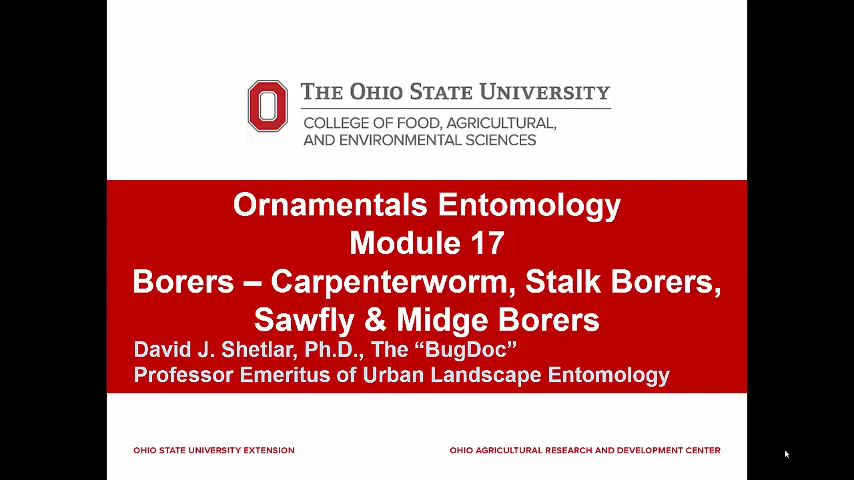 THE OHIO STATE UNIVERSITY
COLLEGE OF FOOD, AGRICULTURAL,
AND ENVIRONMENTAL SCIENCES
Ornamentals Entomology
Module 17
Borers – Carpenterworm, Stalk Borers,
Sawfly & Midge Borers
David J. Shetlar, Ph.D., The “BugDoc”
Professor Emeritus of Urban Landscape Entomology
OHIO STATE UNIVERSITY EXTENSION
OHIO AGRICULTURAL RESEARCH AND DEVELOPMENT CENTER